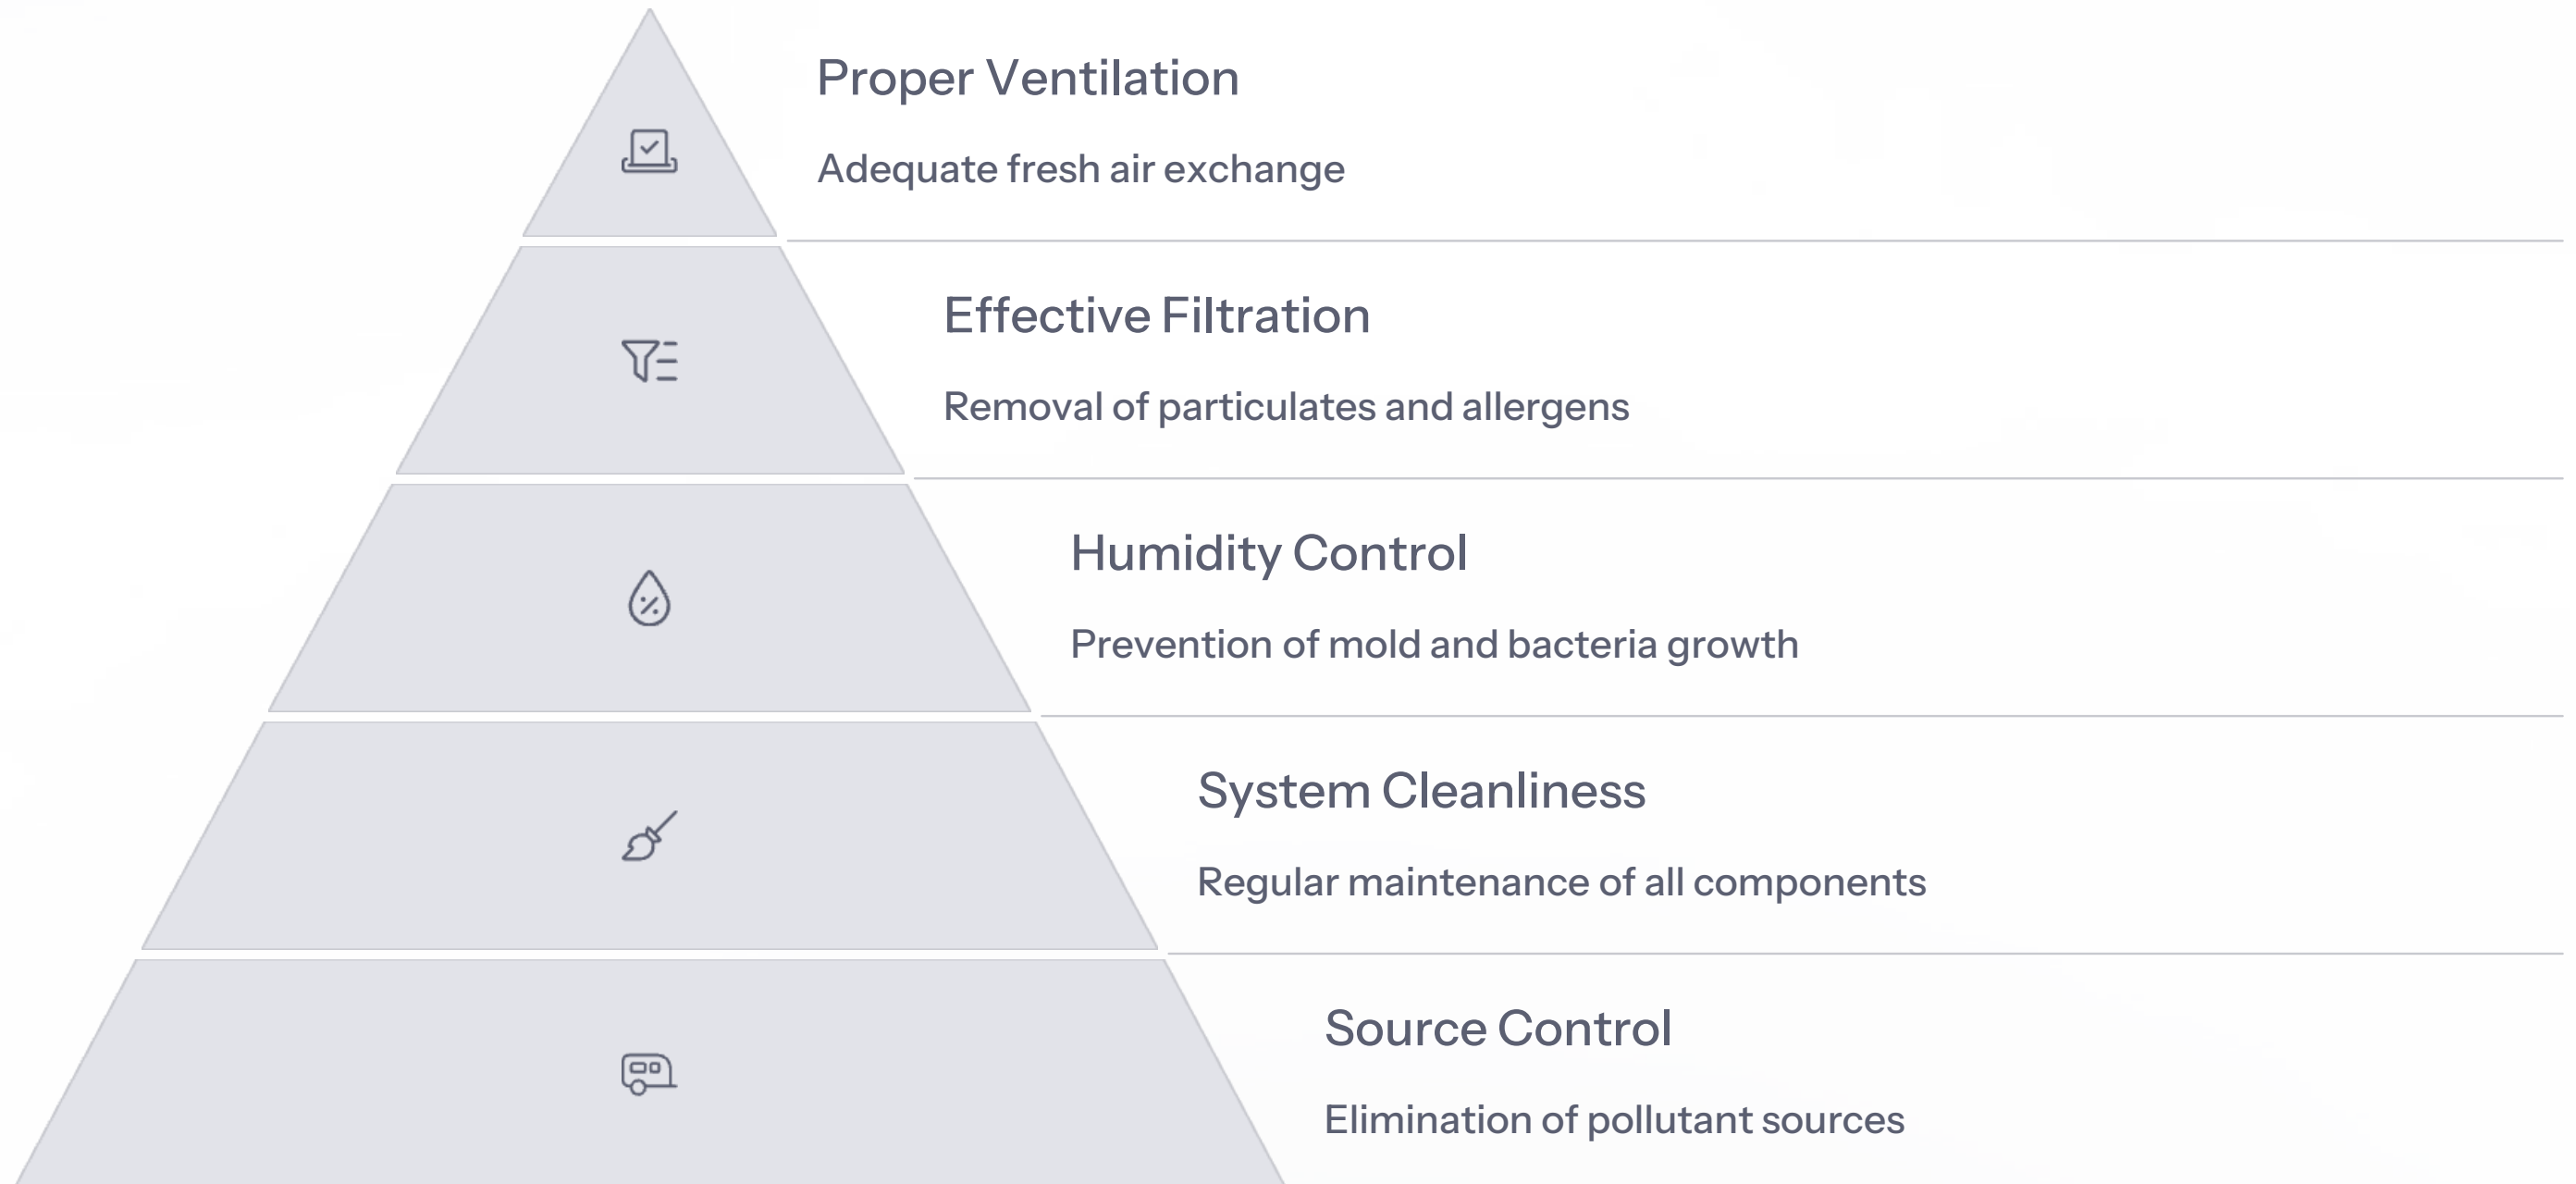 Proper Ventilation
Adequate fresh air exchange
Effective Filtration
Removal of particulates and allergens
Humidity Control
Prevention of mold and bacteria growth
System Cleanliness
Regular maintenance of all components
Source Control
Elimination of pollutant sources